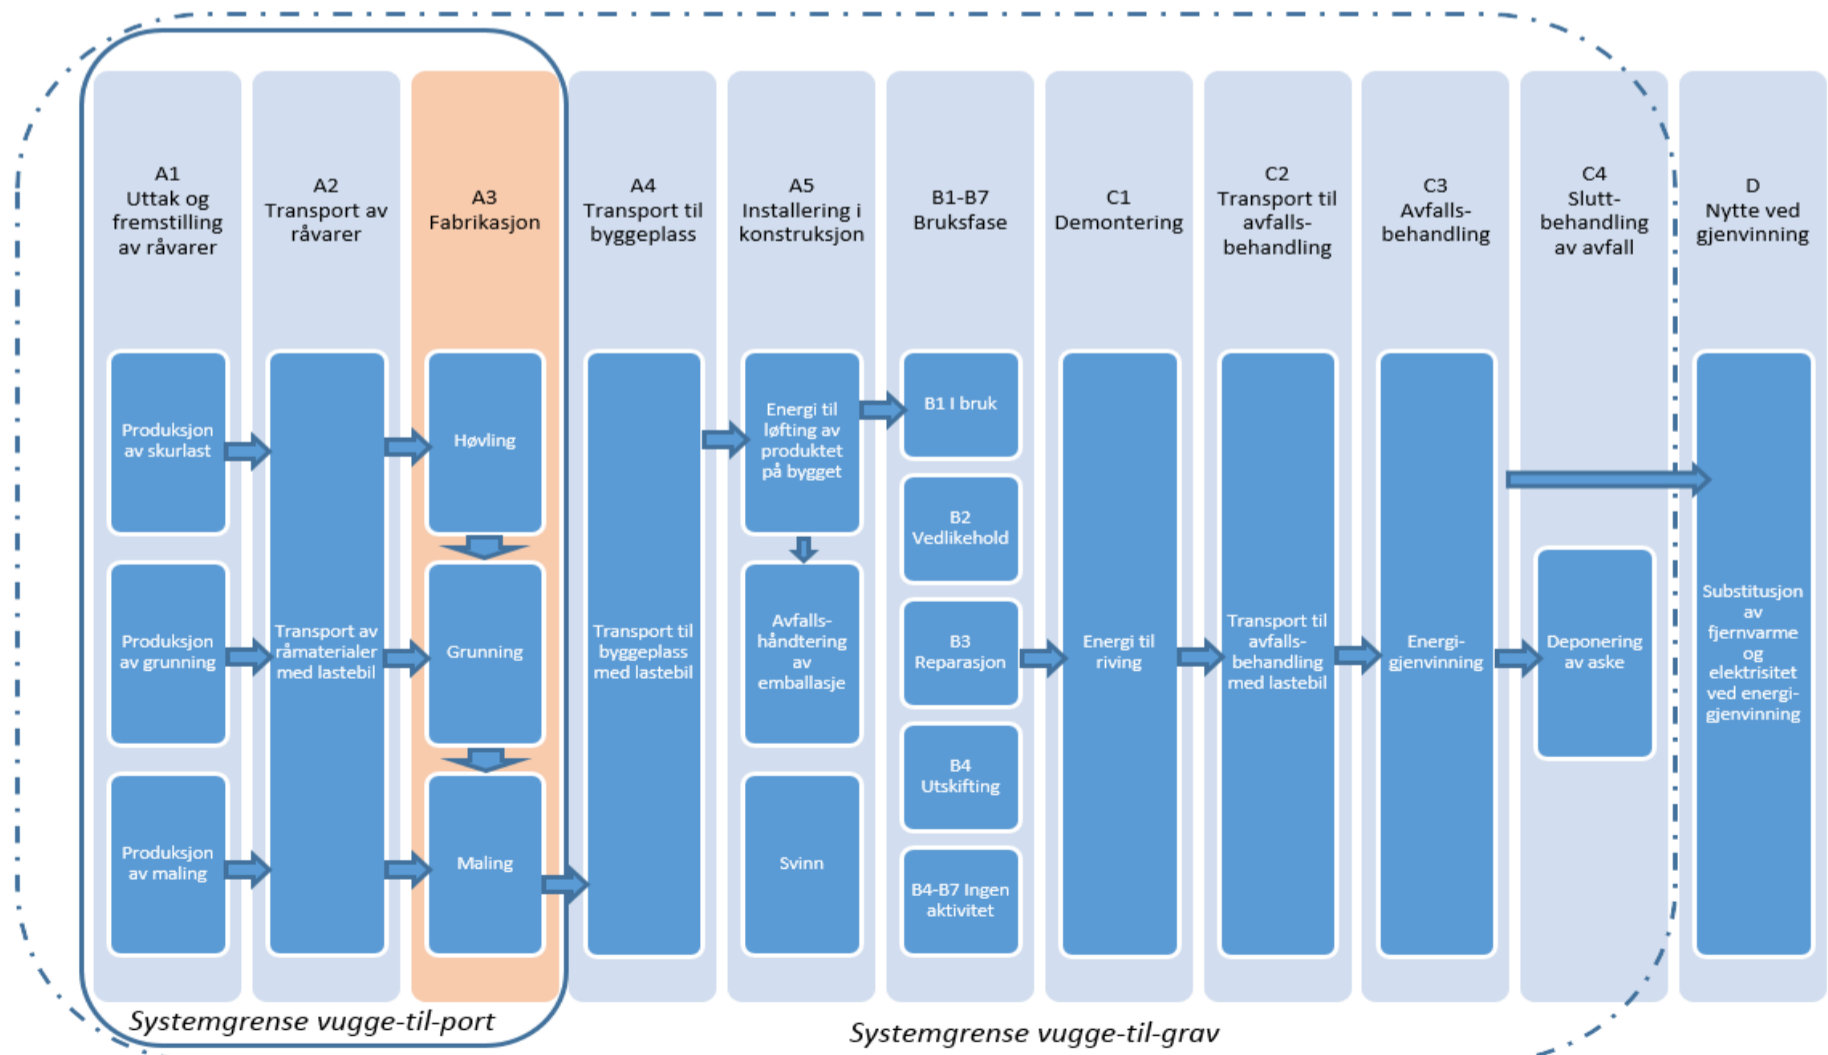 A1
Uttak og
fremstilling
av råvarer
A2
Transport av
råvarer
A3
Fabrikasjon
A4
Transport til
byggeplass
A5
Installering i
konstruksjon
B1-B7
Bruksfase
C1
Demontering
C2
Transport til
avfalls-
behandling
C3
Avfalls-
behandling
C4
Slutt-
behandling
av avfall
D
Nytte ved
gjenvinning
Produksjon
av skurlast
Produksjon
av grunning
Produksjon
av maling
Transport av
råmaterialer
med lastebil
Høvling
Grunning
Maling
Transport til
byggeplass
med lastebil
Energi til
løfting av
produktet
på bygget
Avfalls-
håndtering
av
emballasje
Svinn
B1 I bruk
B2
Vedlikehold
B3
Reparasjon
B4
Utskifting
B4-B7 Ingen
aktivitet
Energi til
riving
Transport til
avfalls-
behandling
med lastebil
Energi-
gjenvinning
Deponering
av aske
Substitusjon
av
fjernvarme
og
elektrisitet
ved energi-
gjenvinning
Systemgrense vugge-til-port
Systemgrense vugge-til-grav